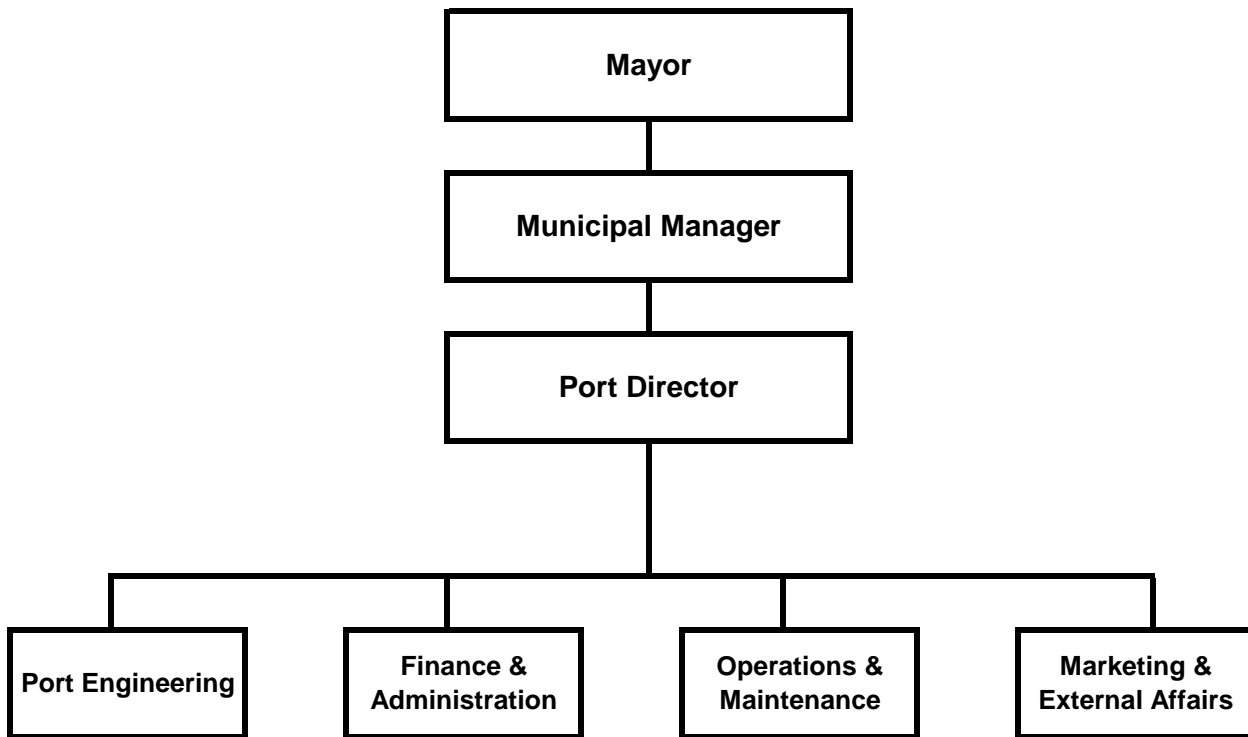 Mayor
Municipal Manager
Port Director
Port Engineering
Finance &
Administration
Operations &
Maintenance
Marketing &
External Affairs